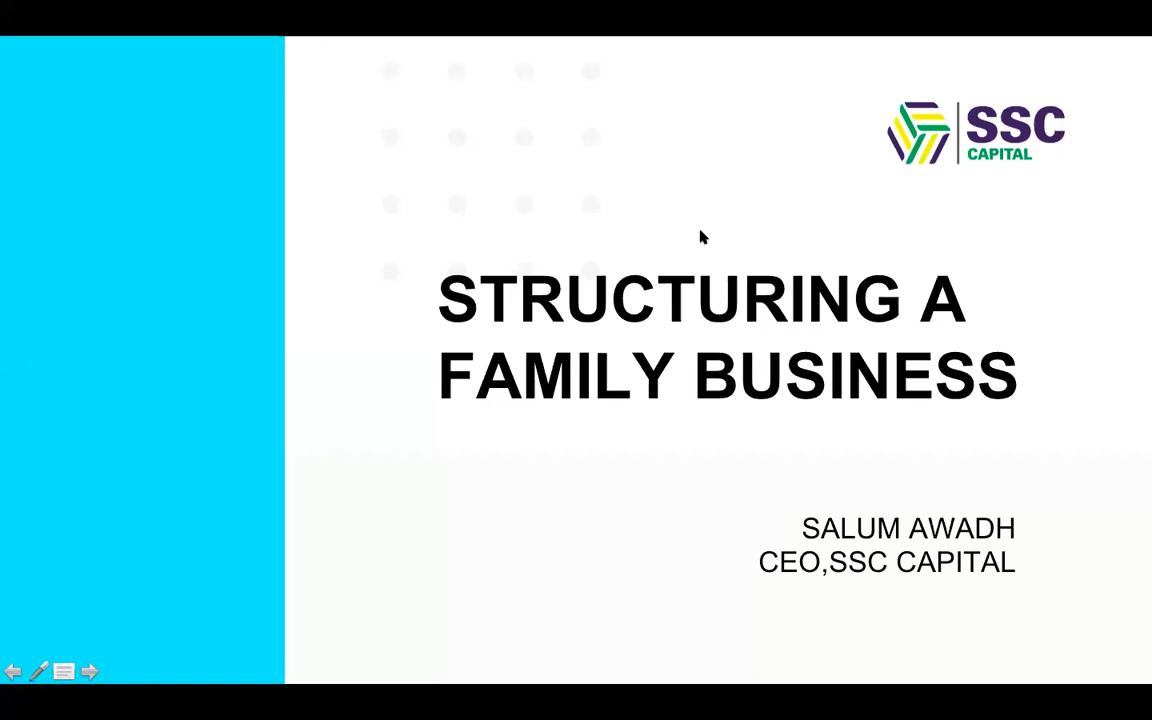 SSC
CAPITAL
STRUCTURING A
FAMILY BUSINESS
SALUM AWADH
CEO,SSC CAPITAL